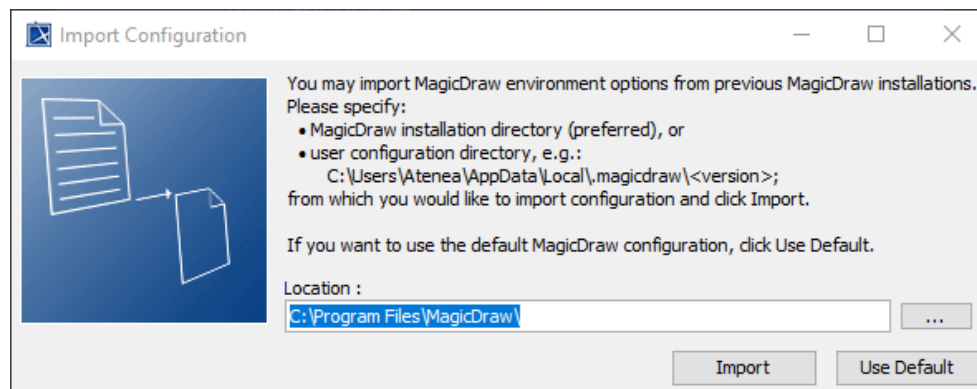 Import Configuration
You may import MagicDraw environment options from previous MagicDraw installations.
Please specify:
• MagicDraw installation directory (preferred), or
• user configuration directory, e.g.:
C:\Users\Atenea\AppData\Local\.magicdraw\<version>;
from which you would like to import configuration and click Import.
If you want to use the default MagicDraw configuration, click Use Default.
Location :
C:\Program Files\MagicDraw\
...
Import
Use Default